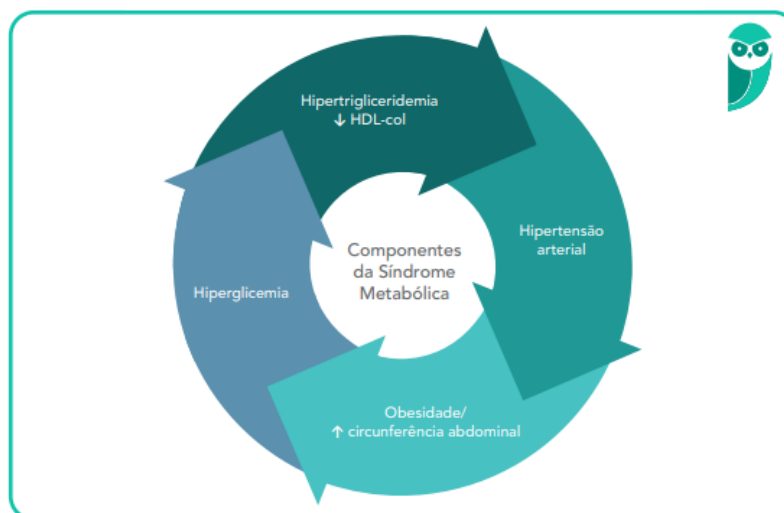 Hipertrigliceridemia
↓ HDL-col
Hipertensão
arterial
Componentes
da Síndrome
Metabólica
Hiperglicemia
Obesidade/
↑ circunferência abdominal